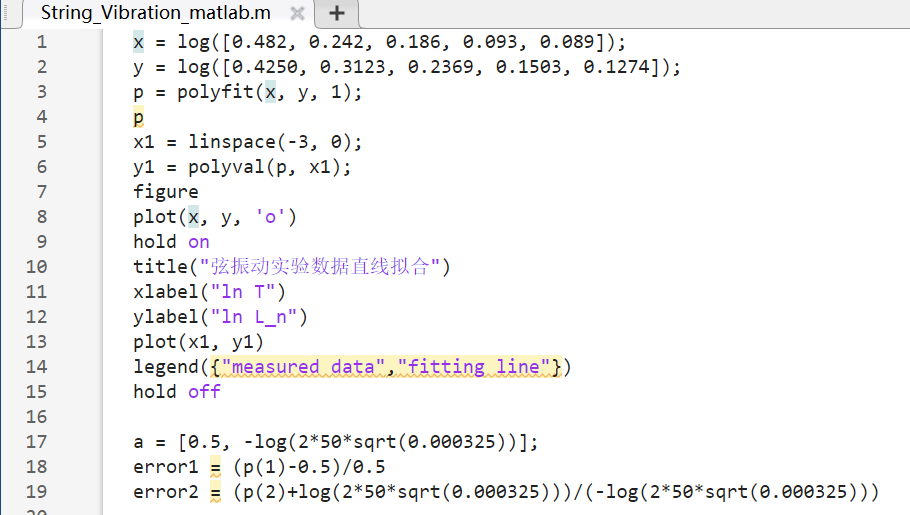 String_Vibration_matlab.m
1 x = log([0.482, 0.242, 0.186, 0.093, 0.089]);
2 y = log([0.4250, 0.3123, 0.2369, 0.1503, 0.1274]);
3 p = polyfit(x, y, 1);
4 p
5 x1 = linspace(-3, 0);
6 y1 = polyval(p, x1);
7 figure
8 plot(x, y, 'o')
9 hold on
10 title("弦振动实验数据直线拟合")
11 xlabel("ln T")
12 ylabel("ln L_n")
13 plot(x1, y1)
14 legend({"measured data","fitting line"})
15 hold off
16
17 a = [0.5, -log(2*50*sqrt(0.000325))];
18 error1 = (p(1)-0.5)/0.5
19 error2 = (p(2)+log(2*50*sqrt(0.000325)))/(-log(2*50*sqrt(0.000325)))